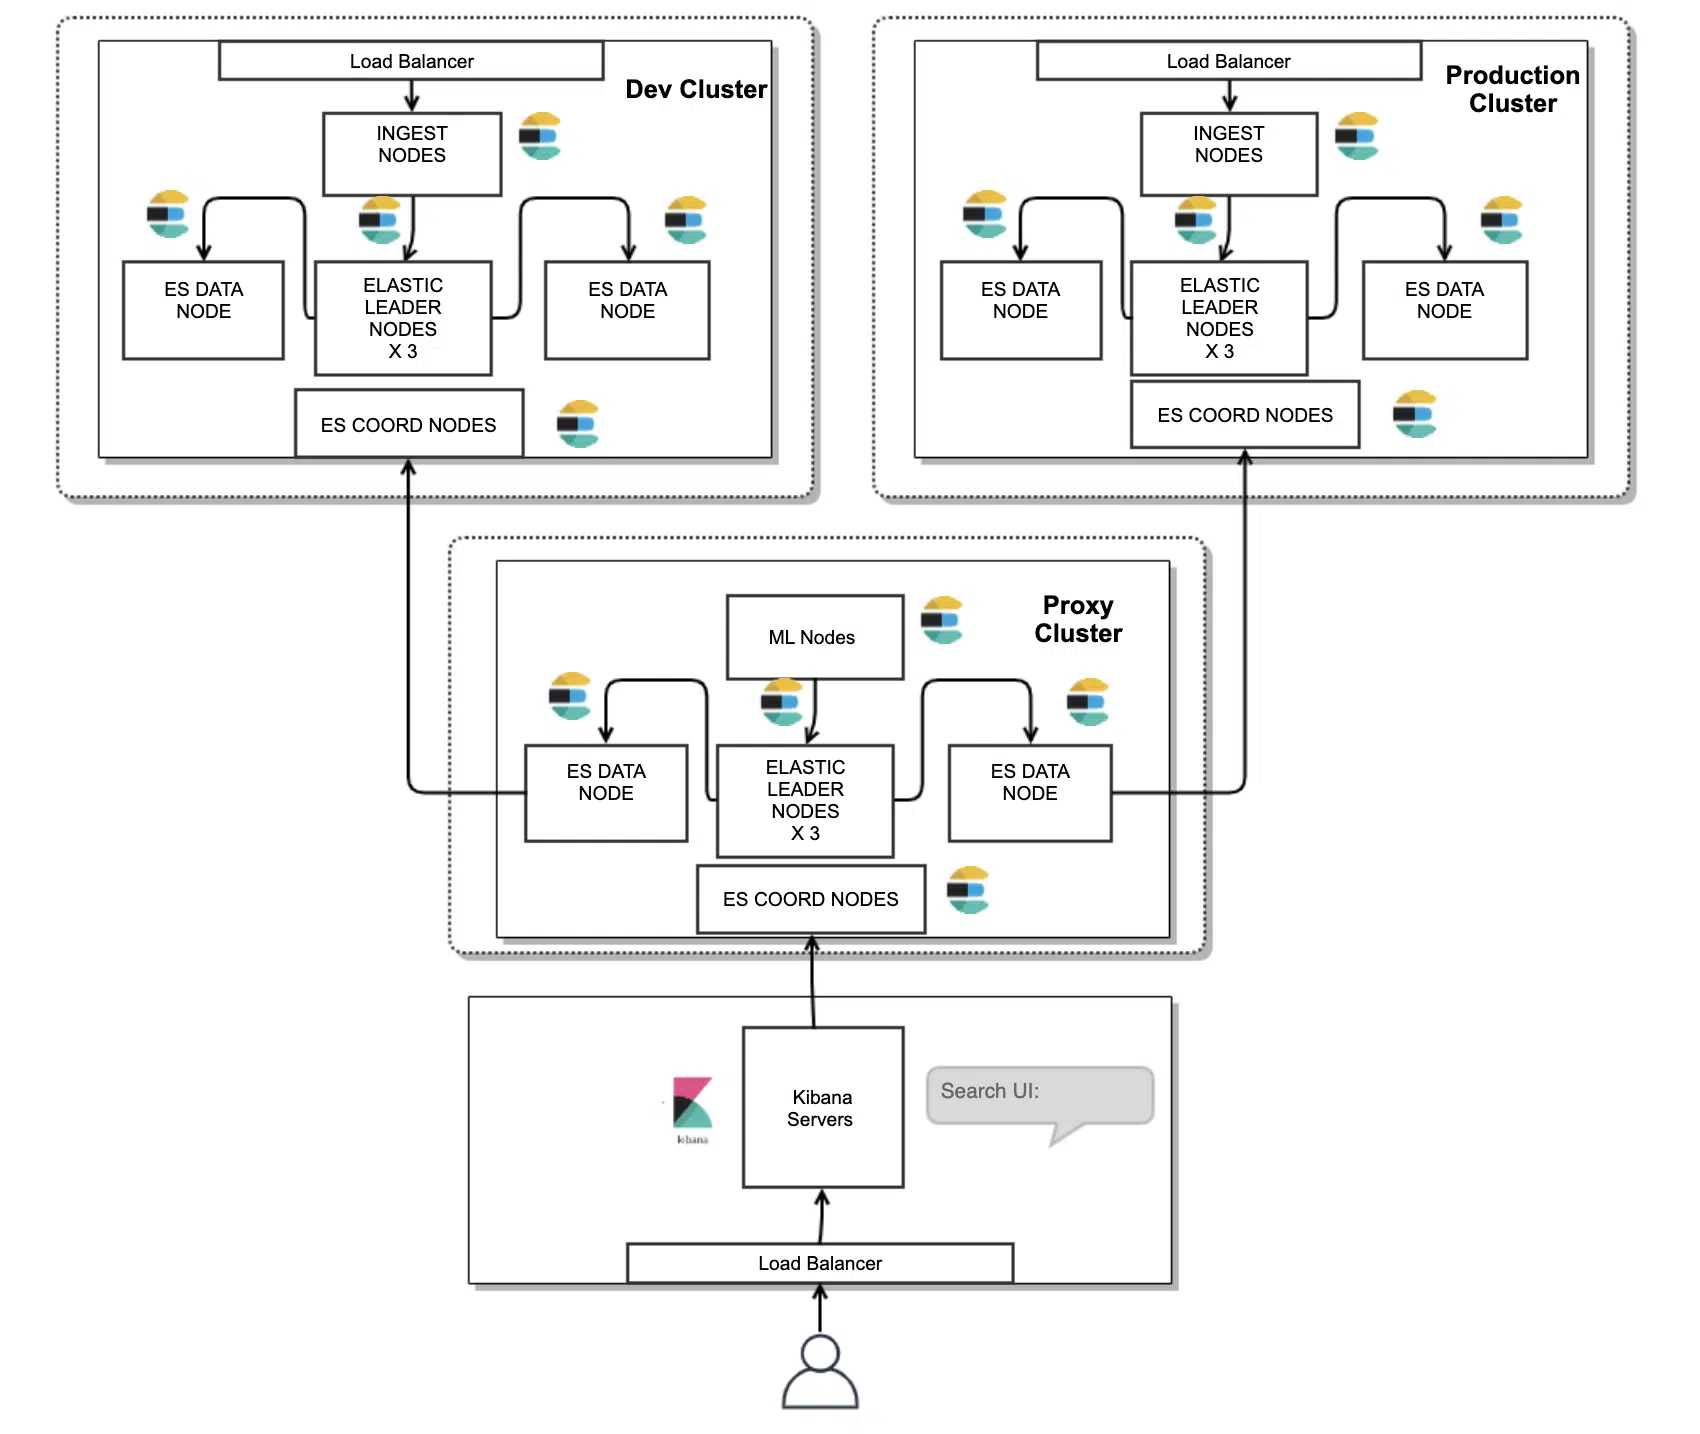 Load Balancer
Dev Cluster
INGEST
NODES
ES DATA
NODE
ELASTIC
LEADER
NODES
X 3
ES DATA
NODE
ES COORD NODES
Load Balancer
Production
Cluster
INGEST
NODES
ES DATA
NODE
ELASTIC
LEADER
NODES
X 3
ES DATA
NODE
ES COORD NODES
Proxy
Cluster
ML Nodes
ES DATA
NODE
ELASTIC
LEADER
NODES
X 3
ES DATA
NODE
ES COORD NODES
kibana
Kibana
Servers
Search UI:
Load Balancer